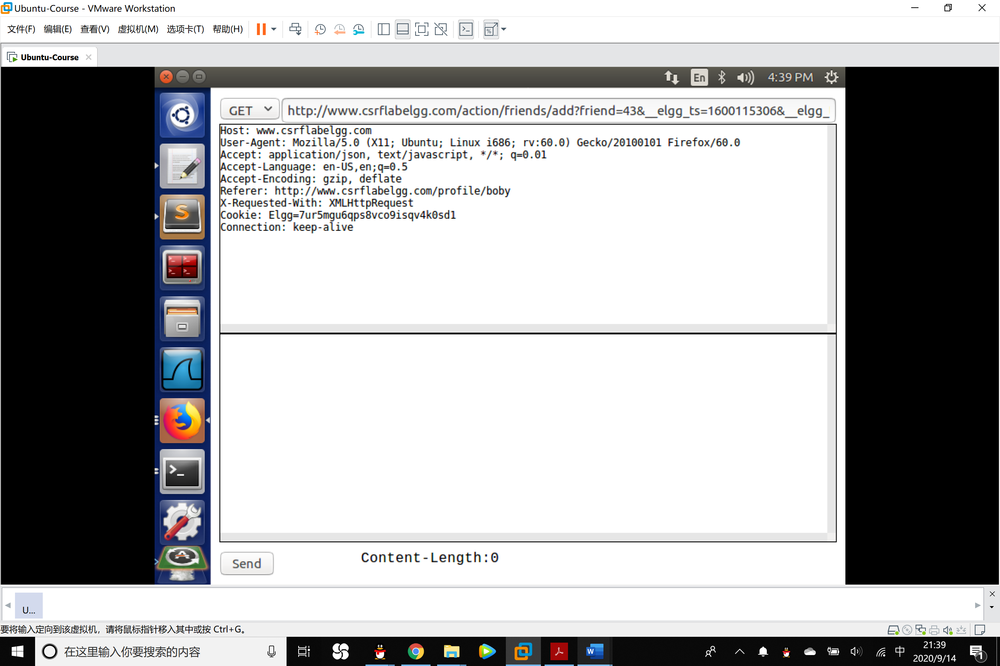 Ubuntu-Course - VMware Workstation
文件(F) 编辑(E) 查看(V) 虚拟机(M) 选项卡(T) 帮助(H)
Ubuntu-Course
En 4:39 PM
GET http://www.csrflabelgg.com/action/friends/add?friend=43&__elgg_ts=1600115306&__elgg_
Host: www.csrflabelgg.com
User-Agent: Mozilla/5.0 (X11; Ubuntu; Linux i686; rv:60.0) Gecko/20100101 Firefox/60.0
Accept: application/json, text/javascript, */*; q=0.01
Accept-Language: en-US,en;q=0.5
Accept-Encoding: gzip, deflate
Referer: http://www.csrflabelgg.com/profile/boby
X-Requested-With: XMLHttpRequest
Cookie: Elgg=7ur5mgu6qps8vco9isqv4k0sd1
Connection: keep-alive
Send Content-Length:0
U...
要将输入定向到该虚拟机，请将鼠标指针移入其中或按 Ctrl+G。
在这里输入你要搜索的内容
中 21:39
2020/9/14
1